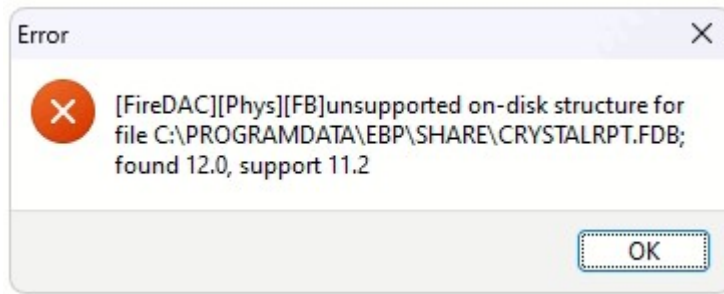 Error
[FireDAC][Phys][FB]unsupported on-disk structure for
file C:\PROGRAMDATA\EBP\SHARE\CRYSTALRPT.FDB;
found 12.0, support 11.2
OK